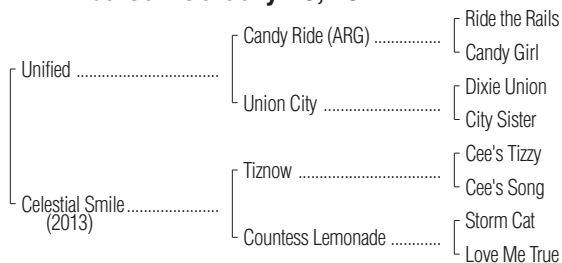 Ride the Rails
Candy Ride (ARG)
Candy Girl
Unified
Dixie Union
Union City
City Sister
Cee's Tizzy
Tiznow
Cee's Song
Celestial Smile
(2013)
Storm Cat
Countess Lemonade
Love Me True